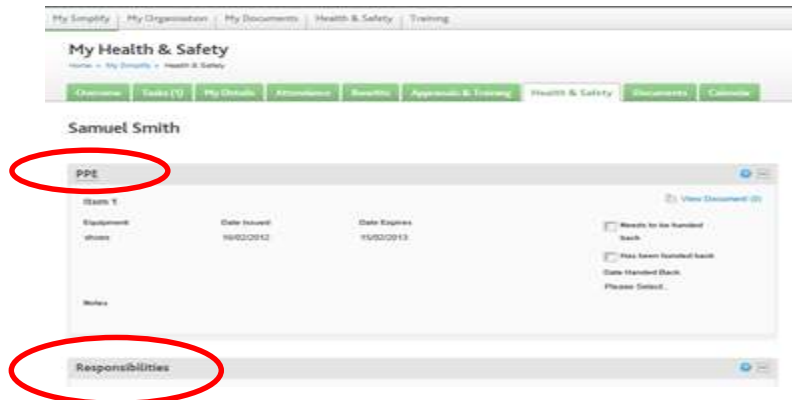 My Simplify My Organisation My Documents Health & Safety Training
My Health & Safety
Home My Simplify Health & Safety
Overview Tasks (1) My Details Attendance Benefits Appraisals & Training Health & Safety Documents Calendar
Samuel Smith
PPE
Item 1 View Document (0)
Equipment Date Issued Date Expires Needs to be handed
shoes 16/02/2012 15/02/2013 back
Has been handed back
Date Handed Back
Please Select..
Notes
Responsibilities